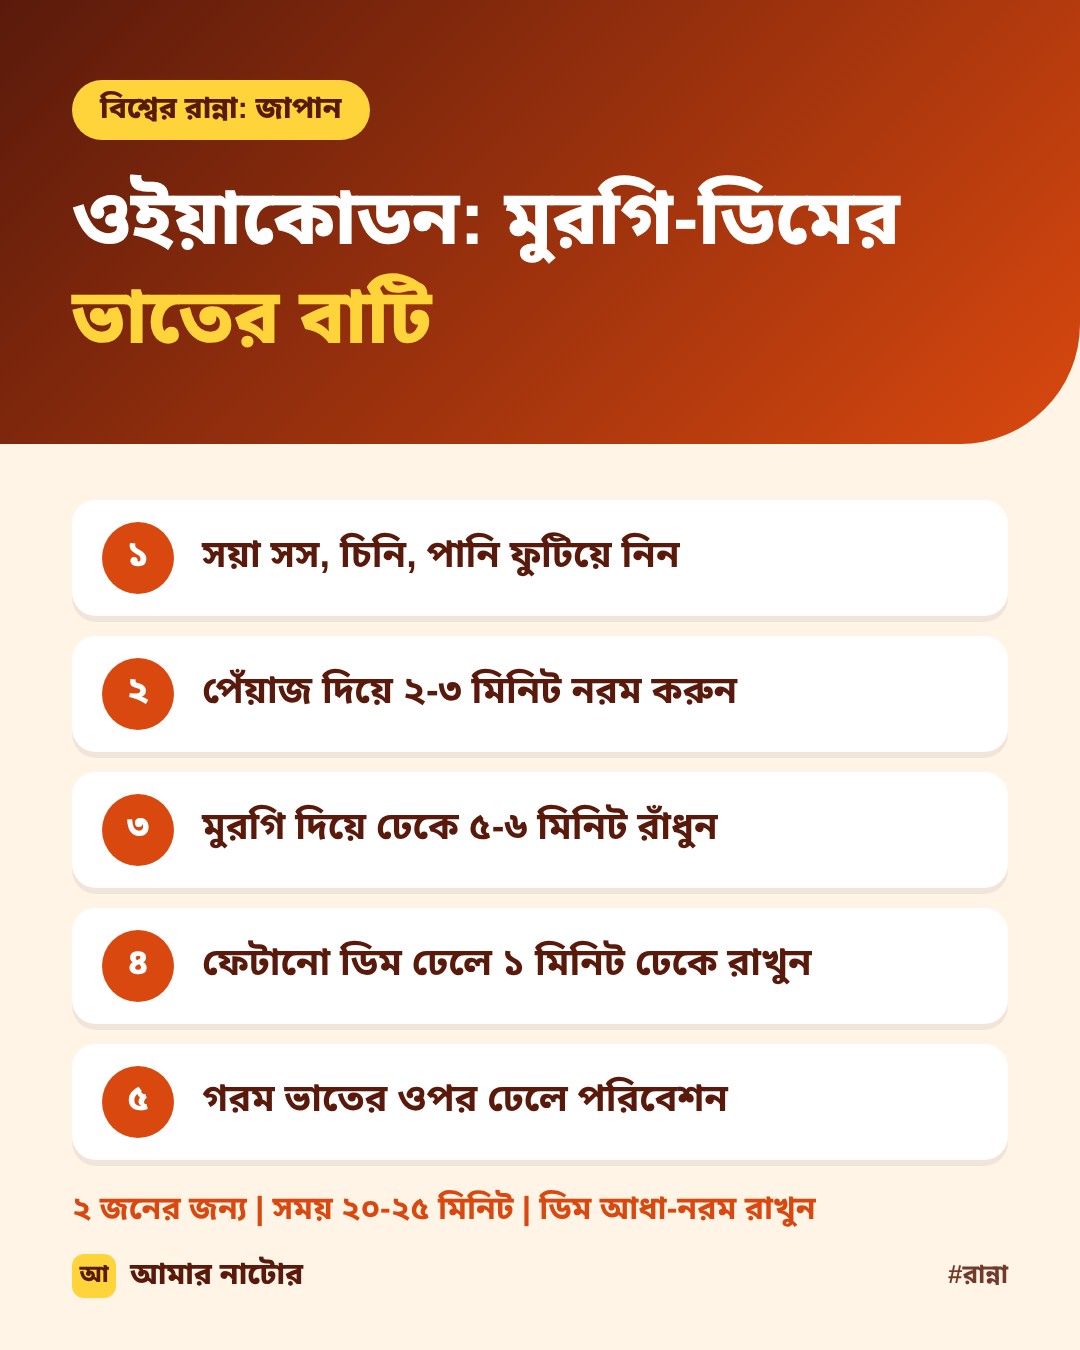 বিশ্বের রান্না: জাপান
ওইয়াকোডন: মুরগি-ডিমের
ভাতের বাটি
১ সয়া সস, চিনি, পানি ফুটিয়ে নিন
২ পেঁয়াজ দিয়ে ২-৩ মিনিট নরম করুন
৩ মুরগি দিয়ে ঢেকে ৫-৬ মিনিট রাঁধুন
৪ ফেটানো ডিম ঢেলে ১ মিনিট ঢেকে রাখুন
৫ গরম ভাতের ওপর ঢেলে পরিবেশন
২ জনের জন্য | সময় ২০-২৫ মিনিট | ডিম আধা-নরম রাখুন
আ আমার নাটোর #রান্না